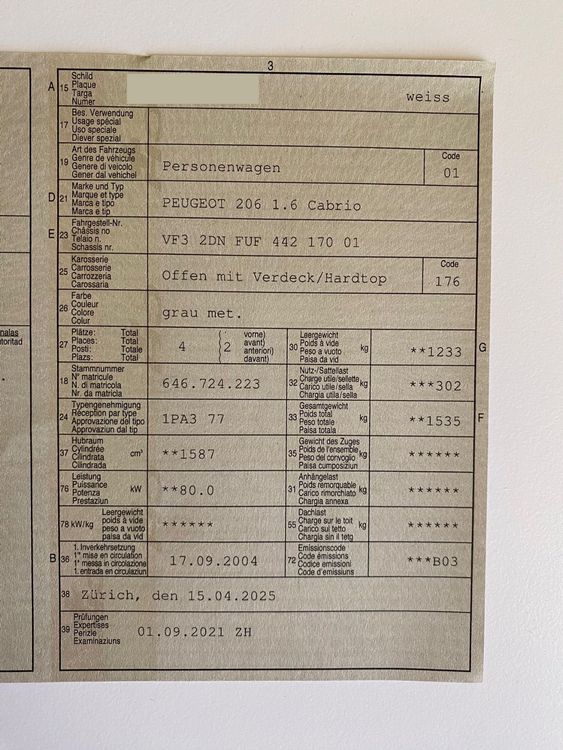 3
A 15 Schild
Plaque
Targa
Numer
weiss
17 Bes. Verwendung
Usage spécial
Uso speciale
Diever spezial
19 Art des Fahrzeugs
Genre de véhicule
Genere di veicolo
Gener dal vehichel
Personenwagen
Code
01
D 21 Marke und Typ
Marque et type
Marca e tipo
Marca e tip
PEUGEOT 206 1.6 Cabrio
E 23 Fahrgestell-Nr.
Châssis no
Telaio n.
Schassis nr.
VF3 2DN FUF 442 170 01
25 Karosserie
Carrosserie
Carrozzeria
Carossaria
Offen mit Verdeck/Hardtop
Code
176
26 Farbe
Couleur
Colore
Colur
grau met.
27 Plätze: Total
Places: Total
Posti: Totale
Plazs: Total
4 ( 2 vorne)
avant)
anteriori)
davant)
30 Leergewicht
Poids à vide
Peso a vuoto
Paisa da vid
kg
**1233
G
18 Stammnummer
N° matricule
N. di matricola
Nr. da matricla
646.724.223
32 Nutz-/Sattellast
Charge utile/sellette
Carico utile/sella
Chargia utila/sella
kg
***302
24 Typengenehmigung
Réception par type
Approvazione del tipo
Approvaziun dal tip
1PA3 77
33 Gesamtgewicht
Poids total
Peso totale
Paisa totala
kg
**1535
F
37 Hubraum
Cylindrée
Cilindrata
Cilindrada
cm³
**1587
35 Gewicht des Zuges
Poids de l'ensemble
Peso del convoglio
Paisa cumposiziun
kg
******
76 Leistung
Puissance
Potenza
Prestaziun
kW
**80.0
31 Anhängelast
Poids remorquable
Carico rimorchiato
Chargia annexa
kg
******
78 kW/kg Leergewicht
poids à vide
peso a vuoto
paisa da vid
******
55 Dachlast
Charge sur le toit
Carico sul tetto
Chargia sin il tetg
kg
******
B 36 1. Inverkehrsetzung
1re mise en circulation
1a messa in circolazione
1. entrada en circulaziun
17.09.2004
72 Emissionscode
Code émissions
Codice emissioni
Code d'emissiuns
***B03
38 Zürich, den 15.04.2025
39 Prüfungen
Expertises
Perizie
Examinaziuns
01.09.2021 ZH